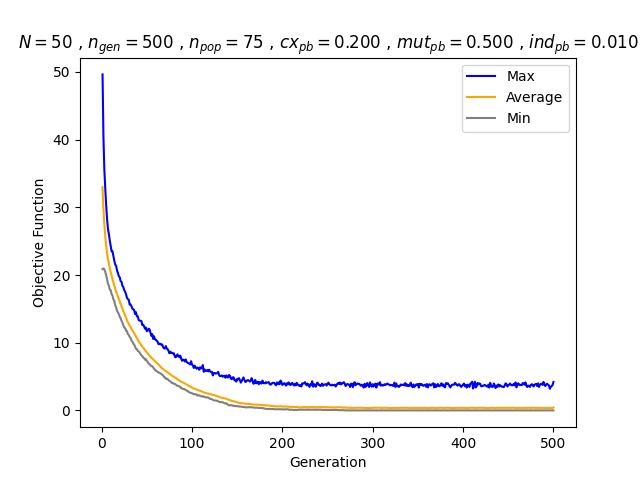 N = 50 , n_gen = 500 , n_pop = 75 , cx_pb = 0.200 , mut_pb = 0.500 , ind_pb = 0.010
Max
Average
Min
50
40
30
20
10
0
Objective Function
0 100 200 300 400 500
Generation